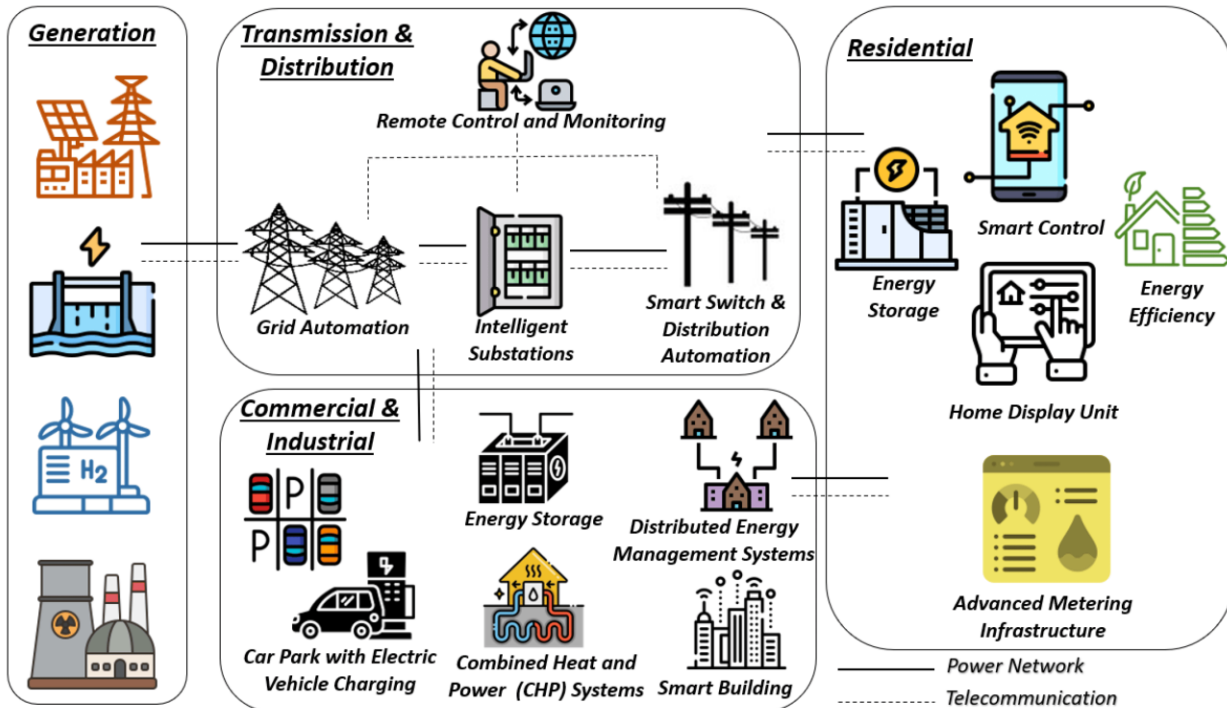 Generation
Transmission &
Distribution
Remote Control and Monitoring
Grid Automation
Intelligent
Substations
Smart Switch &
Distribution
Automation
Residential
Smart Control
Energy
Storage
Energy
Efficiency
Home Display Unit
Advanced Metering
Infrastructure
H2
Commercial &
Industrial
P
P
Energy Storage
Distributed Energy
Management Systems
Car Park with Electric
Vehicle Charging
Combined Heat and
Power (CHP) Systems
Smart Building
Power Network
Telecommunication